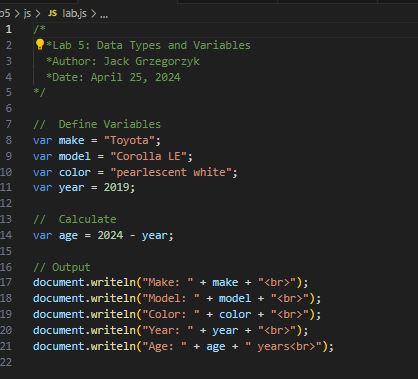 b5 > js > JS lab.js > ...
1 /*
2 *Lab 5: Data Types and Variables
3 *Author: Jack Grzegorzyk
4 *Date: April 25, 2024
5 */
6
7 //  Define Variables
8 var make = "Toyota";
9 var model = "Corolla LE";
10 var color = "pearlescent white";
11 var year = 2019;
12
13 //  Calculate
14 var age = 2024 - year;
15
16 // Output
17 document.writeln("Make: " + make + "<br>");
18 document.writeln("Model: " + model + "<br>");
19 document.writeln("Color: " + color + "<br>");
20 document.writeln("Year: " + year + "<br>");
21 document.writeln("Age: " + age + " years<br>");
22